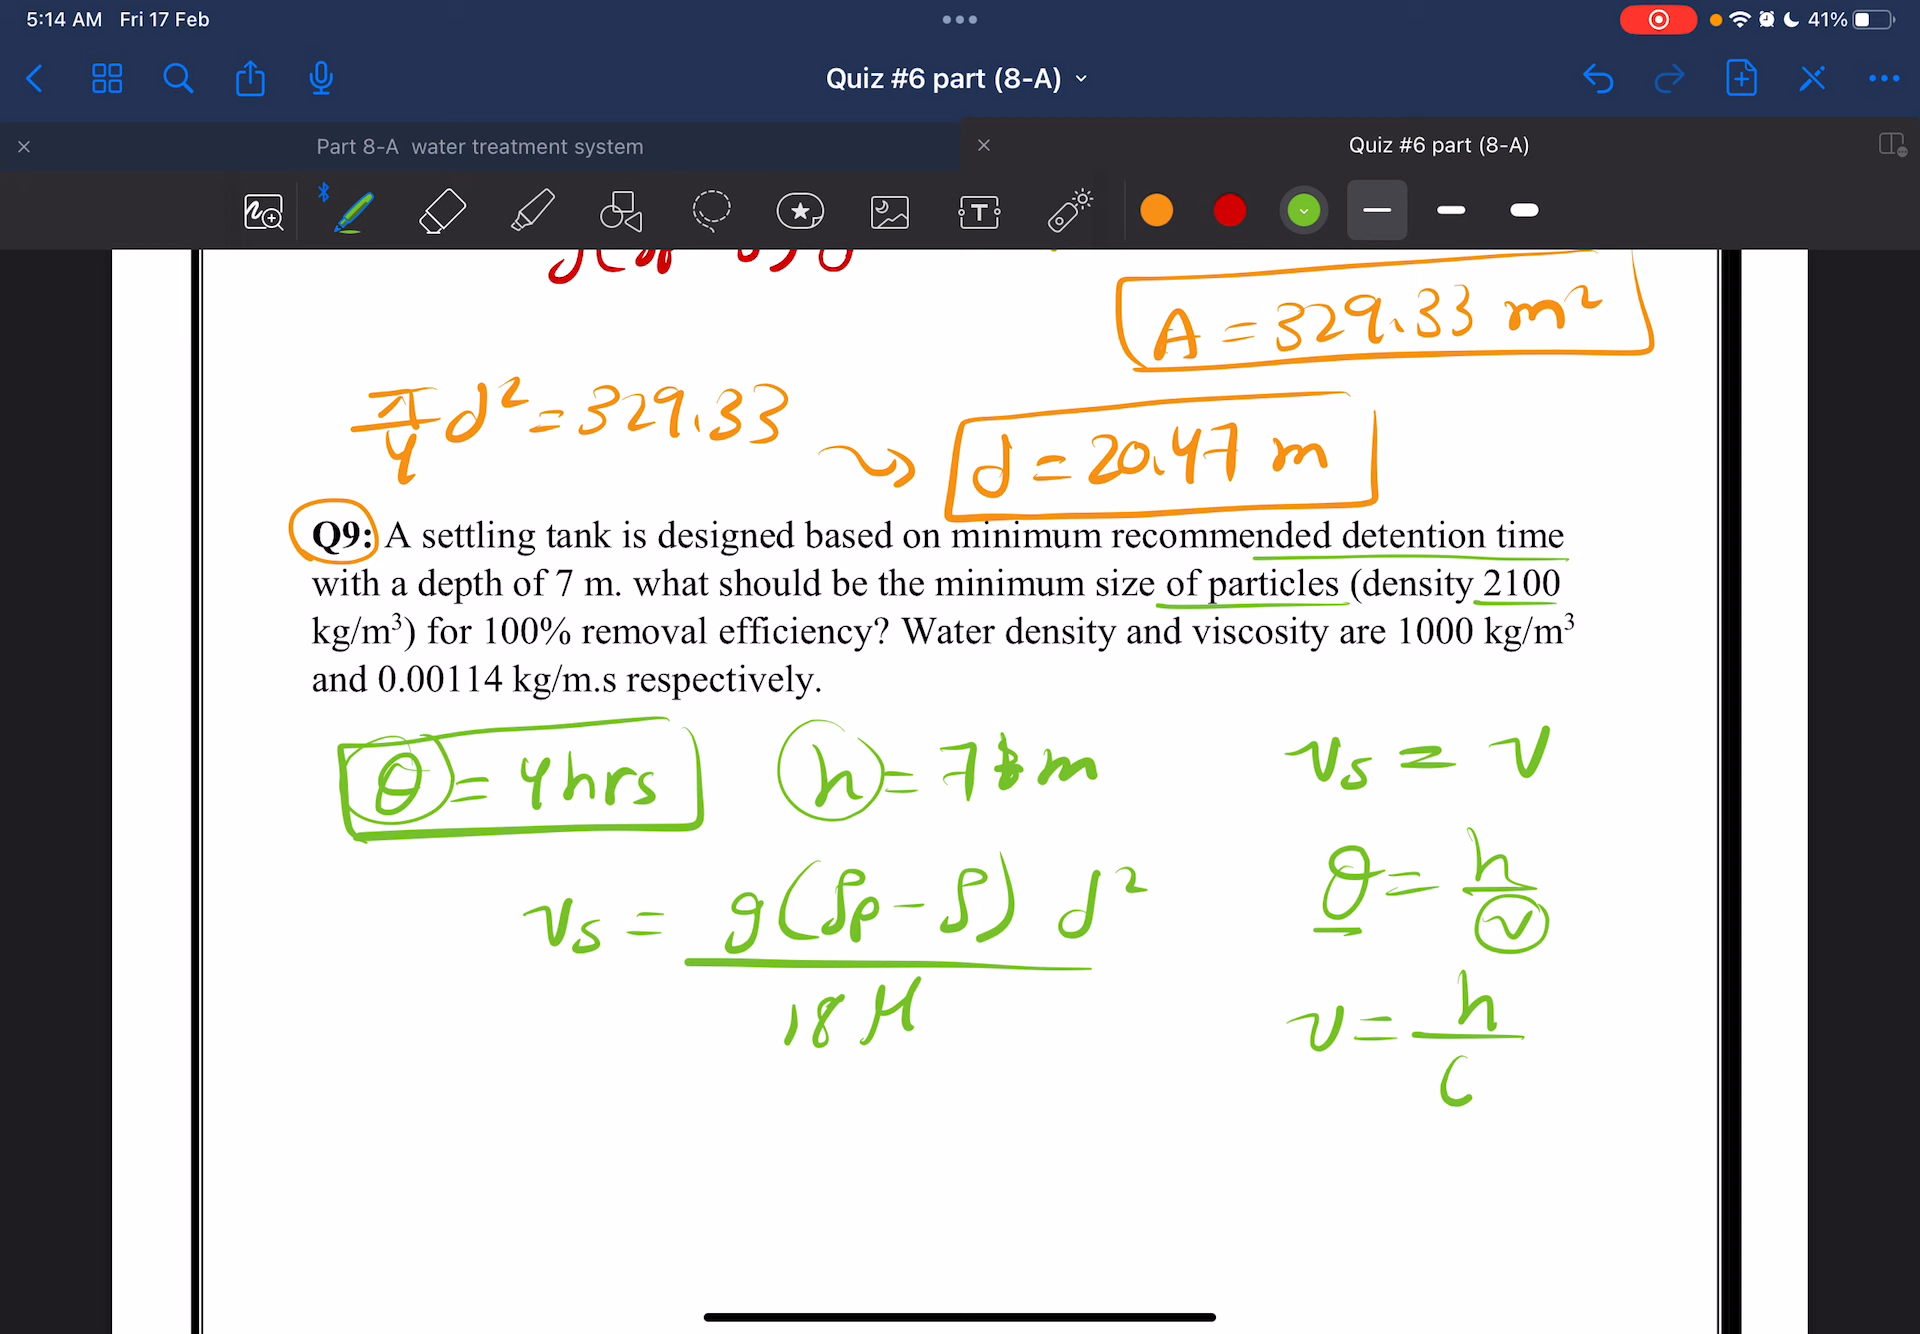 5:14 AM Fri 17 Feb
41%
Quiz #6 part (8-A)
Part 8-A water treatment system
Quiz #6 part (8-A)
A = 329.33 m²
π/4 d² = 329.33
d = 20.47 m
Q9: A settling tank is designed based on minimum recommended detention time
with a depth of 7 m. what should be the minimum size of particles (density 2100
kg/m³) for 100% removal efficiency? Water density and viscosity are 1000 kg/m³
and 0.00114 kg/m.s respectively.
θ = 4 hrs h = 7 m vs = v
vs = g(ρp - ρ) d² / 18 μ
θ = h / v
v = h /